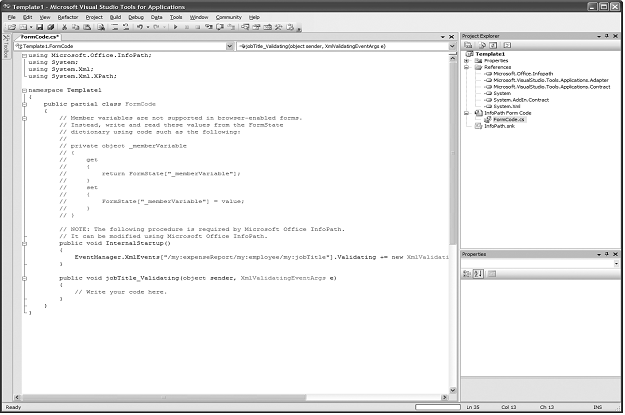 Template1 - Microsoft Visual Studio Tools for Applications
File Edit View Refactor Project Build Debug Data Tools Window Community Help
FormCode.cs*
Template1.FormCode
jobTitle_Validating(object sender, XmlValidatingEventArgs e)
Toolbox
using Microsoft.Office.InfoPath;
using System;
using System.Xml;
using System.Xml.XPath;
namespace Template1
{
public partial class FormCode
{
// Member variables are not supported in browser-enabled forms.
// Instead, write and read these values from the FormState
// dictionary using code such as the following:
//
// private object _memberVariable
// {
// get
// {
// return FormState["_memberVariable"];
// }
// set
// {
// FormState["_memberVariable"] = value;
// }
// }
// NOTE: The following procedure is required by Microsoft Office InfoPath.
// It can be modified using Microsoft Office InfoPath.
public void InternalStartup()
{
EventManager.XmlEvents["/my:expenseReport/my:employee/my:jobTitle"].Validating += new XmlValidati
}
public void jobTitle_Validating(object sender, XmlValidatingEventArgs e)
{
// Write your code here.
}
}
}
Project Explorer
Template1
Properties
References
Microsoft.Office.Infopath
Microsoft.VisualStudio.Tools.Applications.Adapter
Microsoft.VisualStudio.Tools.Applications.Contract
System
System.AddIn.Contract
System.Xml
InfoPath Form Code
FormCode.cs
InfoPath.snk
Properties
Ready
Ln 35 Col 13 Ch 13 INS